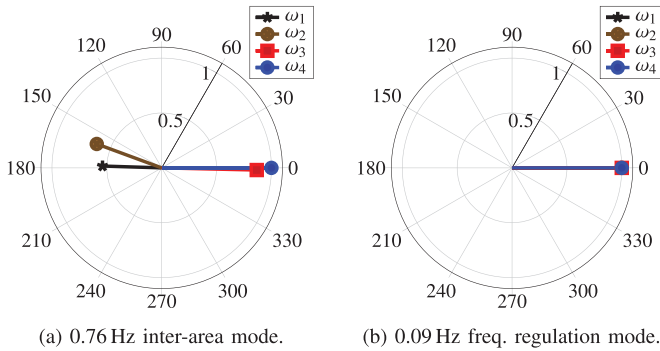 ω1
ω2
ω3
ω4
90
120
60
1
150
0.5
30
180
0
210
330
240
300
270
ω1
ω2
ω3
ω4
90
120
60
1
150
0.5
30
180
0
210
330
240
300
270
(a) 0.76 Hz inter-area mode.
(b) 0.09 Hz freq. regulation mode.